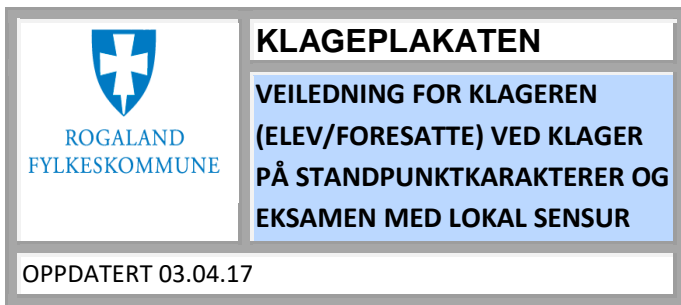 ROGALAND
FYLKESKOMMUNE
KLAGEPLAKATEN
VEILEDNING FOR KLAGEREN
(ELEV/FORESATTE) VED KLAGER
PÅ STANDPUNKTKARAKTERER OG
EKSAMEN MED LOKAL SENSUR
OPPDATERT 03.04.17